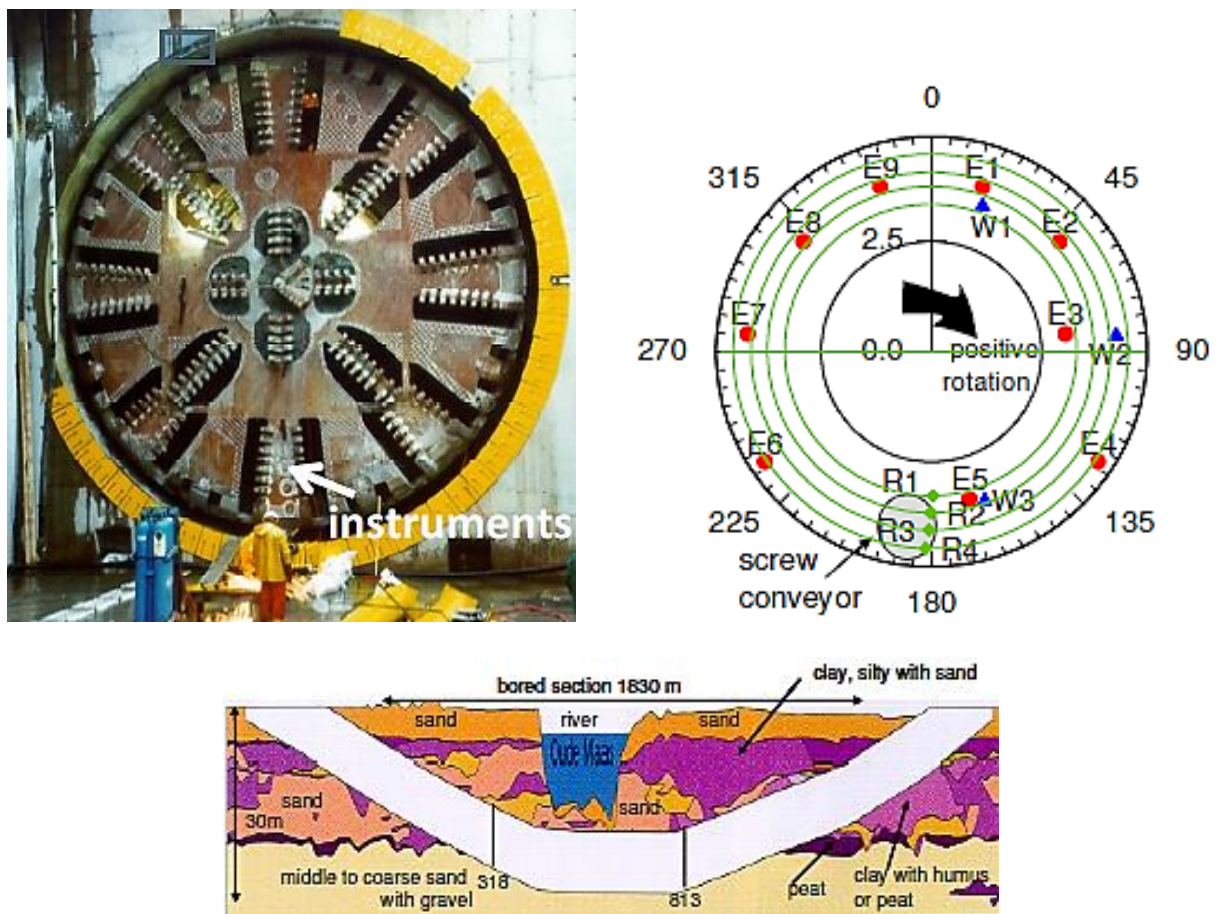 instruments
0
315
45
E9
E1
E8
W1
E2
2.5
E7
E3
270
0.0
positive
W2
90
rotation
E6
E4
R1
E5
R2
W3
225
R3
R4
135
screw
conveyor
180
clay, silty with sand
bored section 1830 m
sand
river
sand
Oude Maas
sand
sand
30m
middle to coarse sand
with gravel
318
813
peat
clay with humus
or peat